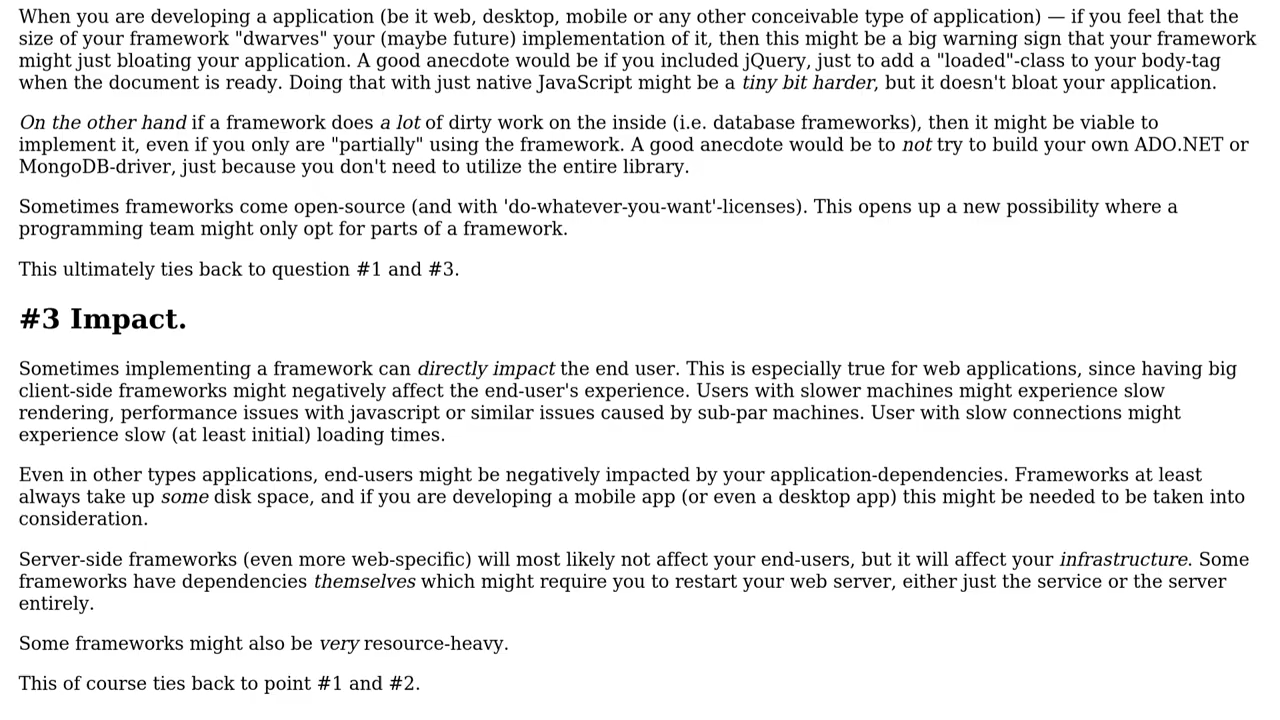 When you are developing a application (be it web, desktop, mobile or any other conceivable type of application) — if you feel that the
size of your framework "dwarves" your (maybe future) implementation of it, then this might be a big warning sign that your framework
might just bloating your application. A good anecdote would be if you included jQuery, just to add a "loaded"-class to your body-tag
when the document is ready. Doing that with just native JavaScript might be a tiny bit harder, but it doesn't bloat your application.
On the other hand if a framework does a lot of dirty work on the inside (i.e. database frameworks), then it might be viable to
implement it, even if you only are "partially" using the framework. A good anecdote would be to not try to build your own ADO.NET or
MongoDB-driver, just because you don't need to utilize the entire library.
Sometimes frameworks come open-source (and with 'do-whatever-you-want'-licenses). This opens up a new possibility where a
programming team might only opt for parts of a framework.
This ultimately ties back to question #1 and #3.
#3 Impact.
Sometimes implementing a framework can directly impact the end user. This is especially true for web applications, since having big
client-side frameworks might negatively affect the end-user's experience. Users with slower machines might experience slow
rendering, performance issues with javascript or similar issues caused by sub-par machines. User with slow connections might
experience slow (at least initial) loading times.
Even in other types applications, end-users might be negatively impacted by your application-dependencies. Frameworks at least
always take up some disk space, and if you are developing a mobile app (or even a desktop app) this might be needed to be taken into
consideration.
Server-side frameworks (even more web-specific) will most likely not affect your end-users, but it will affect your infrastructure. Some
frameworks have dependencies themselves which might require you to restart your web server, either just the service or the server
entirely.
Some frameworks might also be very resource-heavy.
This of course ties back to point #1 and #2.